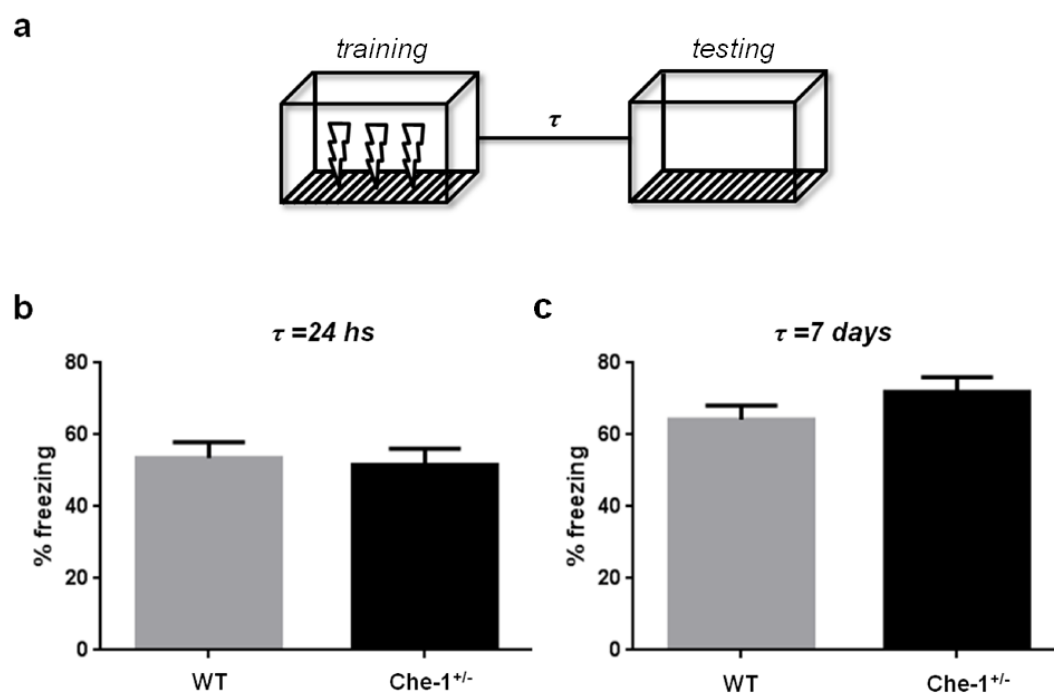 a
training testing
τ
b c
τ =24 hs τ =7 days
% freezing
80
60
40
20
0
WT Che-1+/-
% freezing
80
60
40
20
0
WT Che-1+/-